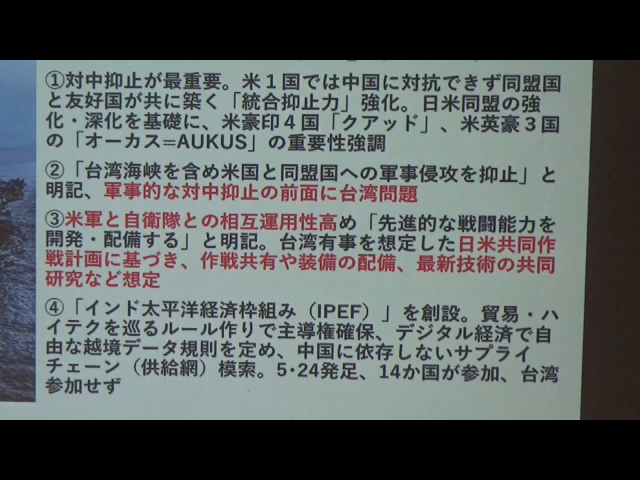 ①対中抑止が最重要。米１国では中国に対抗できず同盟国
と友好国が共に築く「統合抑止力」強化。日米同盟の強
化・深化を基礎に、米豪印４国「クアッド」、米英豪３国
の「オーカス=AUKUS」の重要性強調
②「台湾海峡を含め米国と同盟国への軍事侵攻を抑止」と
明記、軍事的な対中抑止の前面に台湾問題
③米軍と自衛隊との相互運用性高め「先進的な戦闘能力を
開発・配備する」と明記。台湾有事を想定した日米共同作
戦計画に基づき、作戦共有や装備の配備、最新技術の共同
研究など想定
④「インド太平洋経済枠組み（IPEF）」を創設。貿易・ハ
イテクを巡るルール作りで主導権確保、デジタル経済で自
由な越境データ規則を定め、中国に依存しないサプライ
チェーン（供給網）模索。5･24発足、14か国が参加、台湾
参加せず